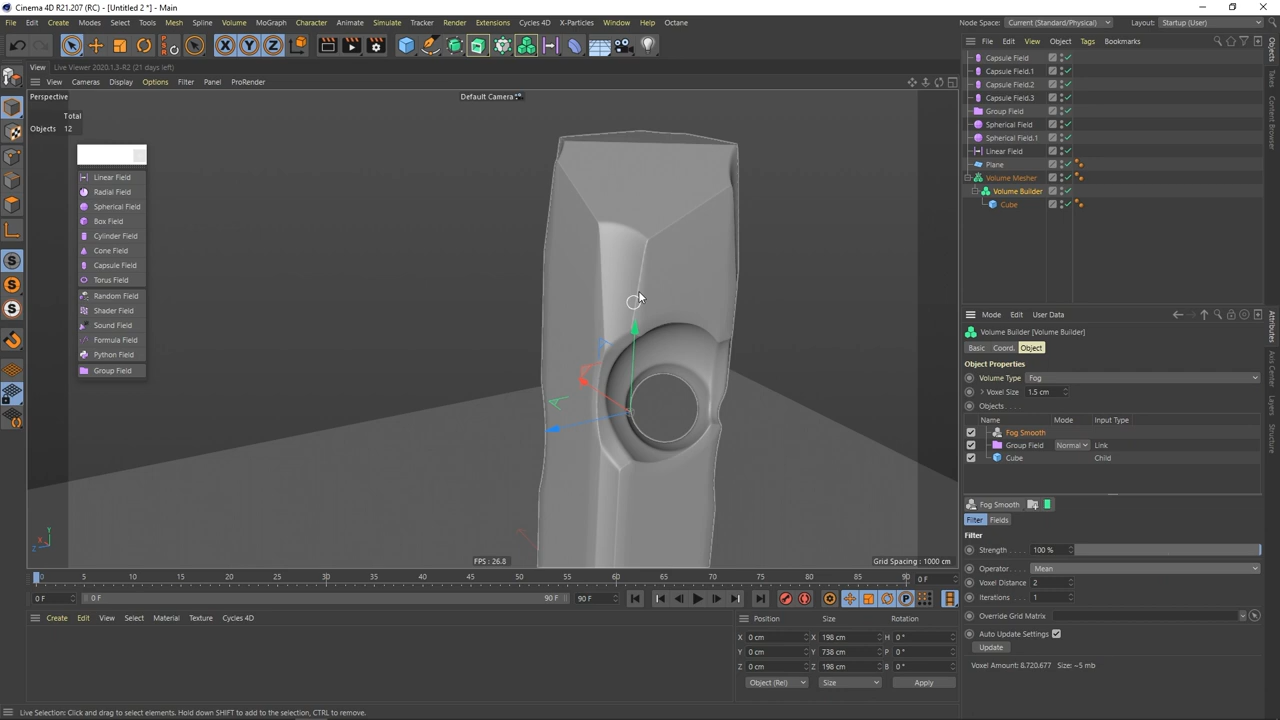 Cinema 4D R21.207 (RC) - [Untitled 2 *] - Main
File Edit Create Modes Select Tools Mesh Spline Volume MoGraph Character Animate Simulate Tracker Render Extensions Cycles 4D X-Particles Window Help Octane
Node Space: Current (Standard/Physical) Layout: Startup (User)
X Y Z
File Edit View Object Tags Bookmarks
View Live Viewer 2020.1.3-R2 (21 days left)
View Cameras Display Options Filter Panel ProRender
Perspective
Default Camera
Total
Objects 12
Linear Field
Radial Field
Spherical Field
Box Field
Cylinder Field
Cone Field
Capsule Field
Torus Field
Random Field
Shader Field
Sound Field
Formula Field
Python Field
Group Field
Capsule Field
Capsule Field.1
Capsule Field.2
Capsule Field.3
Group Field
Spherical Field
Spherical Field.1
Linear Field
Plane
Volume Mesher
Volume Builder
Cube
Objects
Takes
Content Browser
Mode Edit User Data
Volume Builder [Volume Builder]
Basic Coord. Object
Object Properties
Volume Type Fog
Voxel Size 1.5 cm
Objects. . . .
Name Mode Input Type
Fog Smooth
Group Field Normal Link
Cube Child
Fog Smooth
Filter Fields
Filter
Strength . . . . 100 %
Operator . . . . Mean
Voxel Distance 2
Iterations . . . 1
Override Grid Matrix
Auto Update Settings
Update
Voxel Amount: 8.720.677 Size: ~5 mb
Attributes
Axis Center
Layers
Structure
Y
X
Z
FPS : 26.8
Grid Spacing : 1000 cm
0 5 10 15 20 25 30 35 40 45 50 55 60 65 70 75 80 85 90 0 F
0 F 0 F 90 F 90 F
Create Edit View Select Material Texture Cycles 4D
Position Size Rotation
X 0 cm X 198 cm H 0 °
Y 0 cm Y 738 cm P 0 °
Z 0 cm Z 198 cm B 0 °
Object (Rel) Size Apply
Live Selection: Click and drag to select elements. Hold down SHIFT to add to the selection, CTRL to remove.